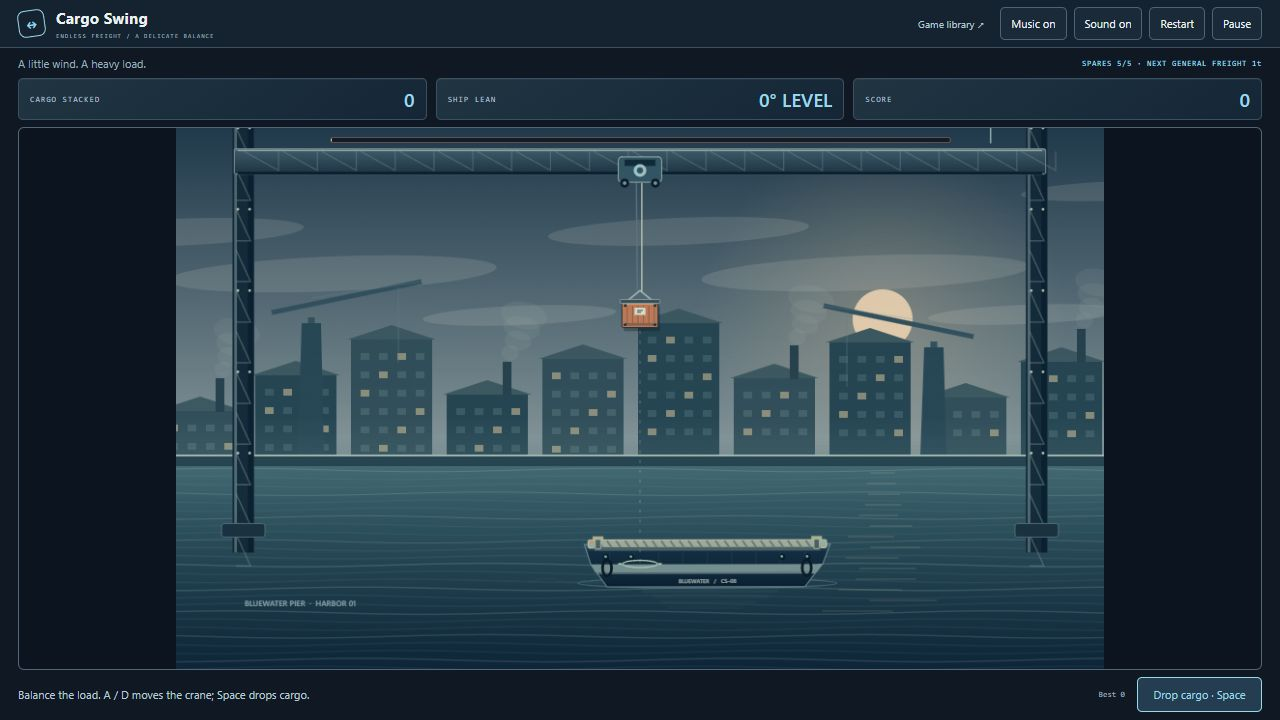 Cargo Swing
ENDLESS FREIGHT / A DELICATE BALANCE
Game library ↗
Music on
Sound on
Restart
Pause
A little wind. A heavy load.
SPARES 5/5 · NEXT GENERAL FREIGHT 1t
CARGO STACKED
0
SHIP LEAN
0° LEVEL
SCORE
0
BLUEWATER / CS-08
BLUEWATER PIER · HARBOR 01
Balance the load. A / D moves the crane; Space drops cargo.
Best 0
Drop cargo · Space